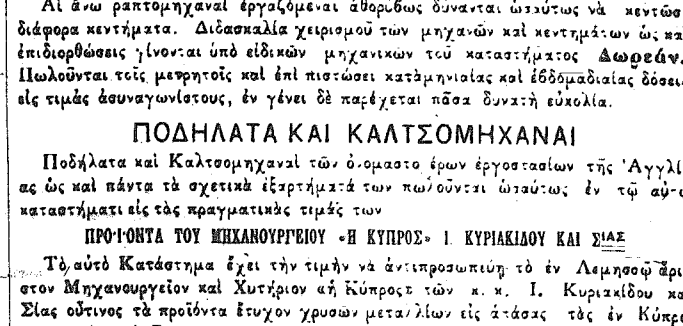 Αἱ ἄνω ραπτομηχαναὶ ἐργαζόμεναι ἀθορύβως δύνανται ὡσαύτως νὰ κεντῶσ
διάφορα κεντήματα. Διδασκαλία χειρισμοῦ τῶν μηχανῶν καὶ κεντημάτων ὡς κα
ἐπιδιορθώσεις γίνονται ὑπὸ εἰδικῶν μηχανικῶν τοῦ καταστήματος Δωρεάν.
Πωλοῦνται τοῖς μετρητοῖς καὶ ἐπὶ πιστώσει κατὰμηνιαίας καὶ ἑβδομαδιαίας δόσει
εἰς τιμὰς ἀσυναγωνίστους, ἐν γένει δὲ παρέχεται πᾶσα δυνατὴ εὐκολία.
ΠΟΔΗΛΑΤΑ ΚΑΙ ΚΑΛΤΣΟΜΗΧΑΝΑΙ
Ποδήλατα καὶ Καλτσομηχαναὶ τῶν ὀνομαστοτέρων ἐργοστασίων τῆς Ἀγγλί
ας ὡς καὶ πάντα τὰ σχετικὰ ἐξαρτήματά των πωλοῦνται ὡσαύτως ἐν τῷ αὐτ
καταστήματι εἰς τὰς πραγματικὰς τιμάς των
ΠΡΟΪΟΝΤΑ ΤΟΥ ΜΗΧΑΝΟΥΡΓΕΙΟΥ «Η ΚΥΠΡΟΣ» Ι. ΚΥΡΙΑΚΙΔΟΥ ΚΑΙ ΣΙΑΣ
Τὸ αὐτὸ Κατάστημα ἔχει τὴν τιμὴν νὰ ἀντιπροσωπεύῃ τὸ ἐν Λεμησσῷ ἄρι
στον Μηχανουργεῖον καὶ Χυτήριον «ἡ Κύπρος» τῶν κ. κ. Ι. Κυριακίδου κα
Σίας οὕτινος τὰ προϊόντα ἔτυχον χρυσῶν μεταλλίων εἰς ἁπάσας τὰς ἐν Κύπρ